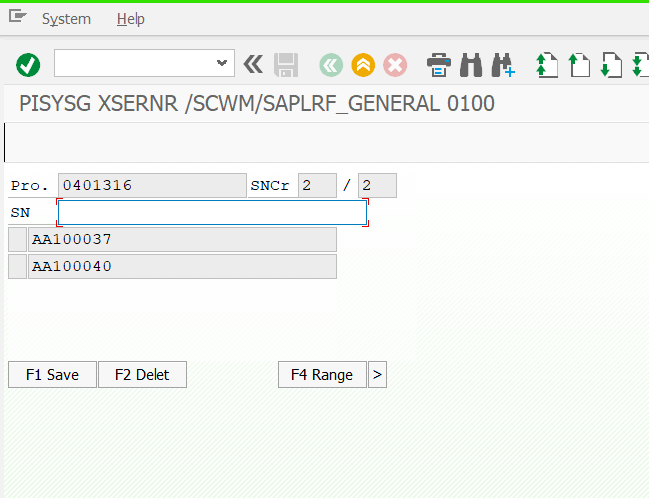 System Help
PISYSG XSERNR /SCWM/SAPLRF_GENERAL 0100
Pro. 0401316 SNCr 2 / 2
SN
AA100037
AA100040
F1 Save F2 Delet F4 Range >